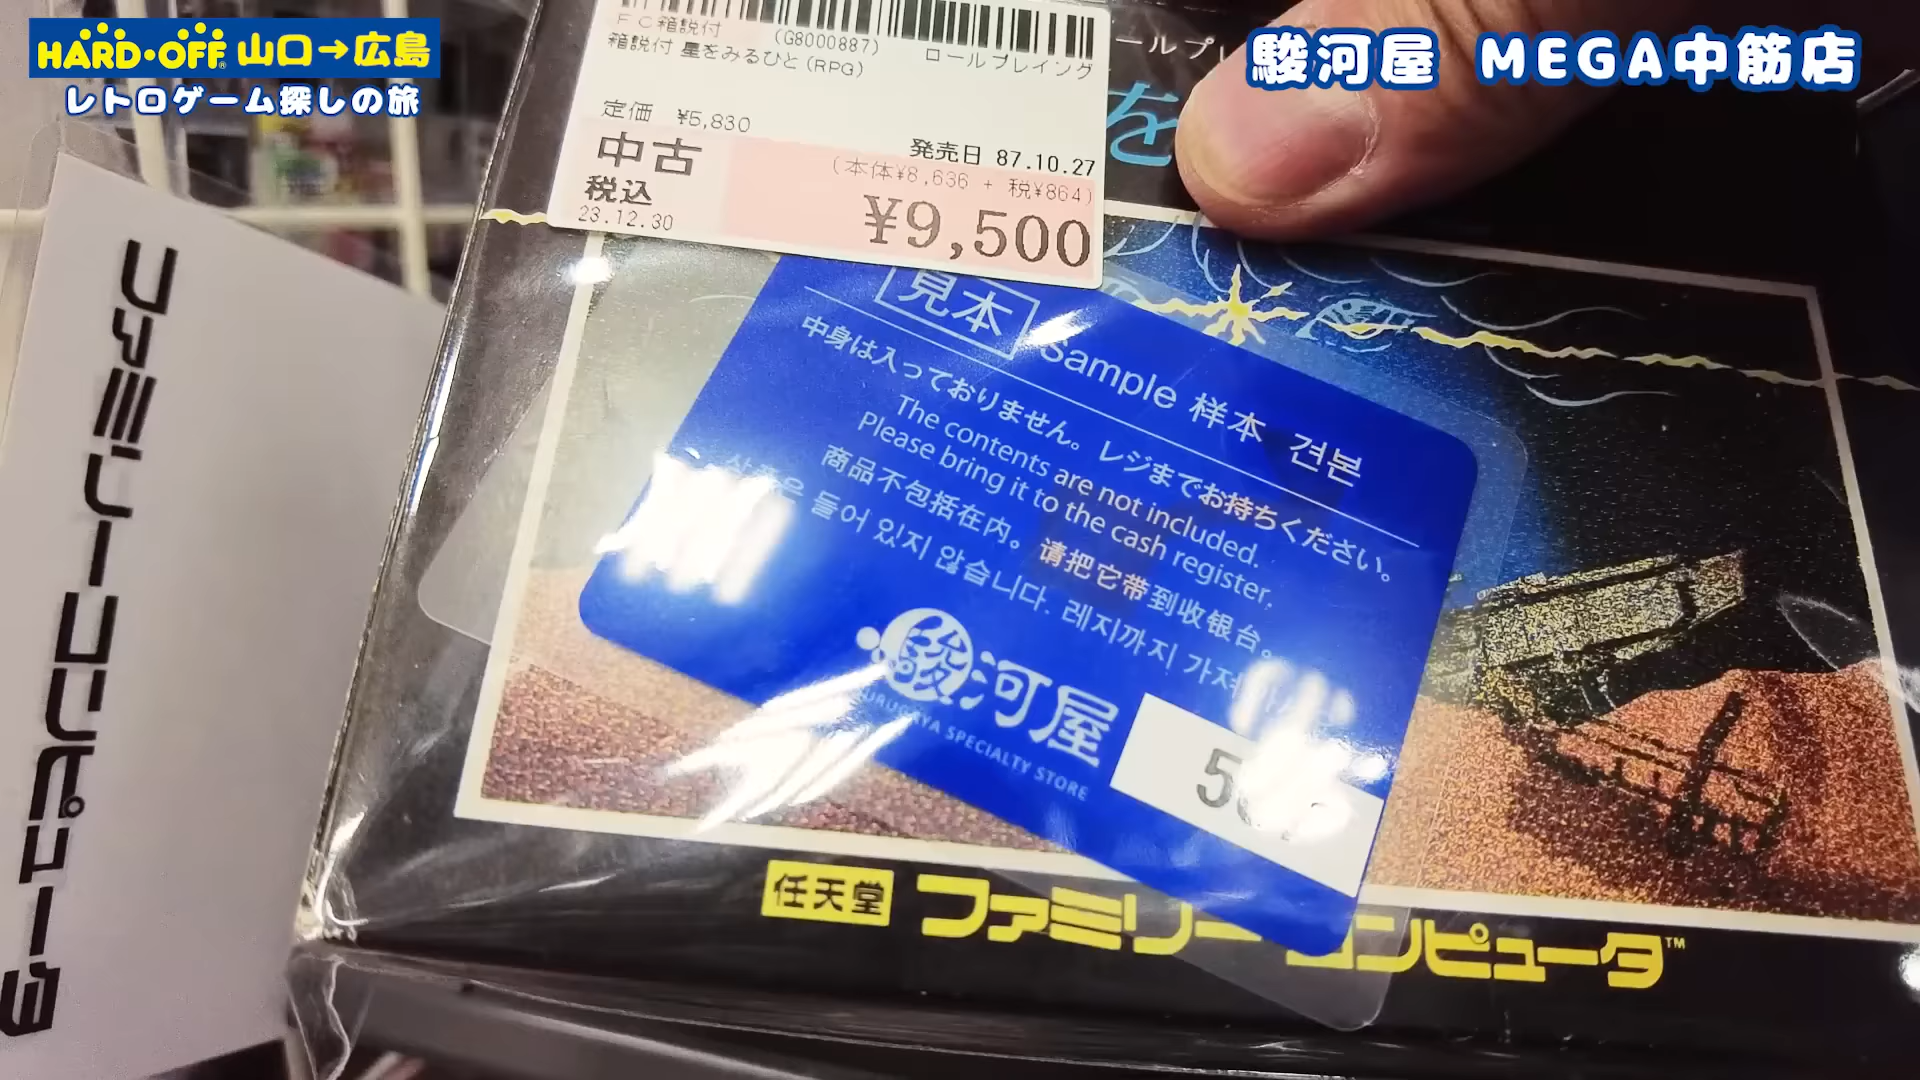 HARD・OFF 山口→広島
レトロゲーム探しの旅
駿河屋 MEGA中筋店
FC箱説付 (G8000887) ロールプレイング
箱説付 星をみるひと(RPG)
定価 ¥5,830
発売日 87.10.27
中古 (本体¥8,636 + 税¥864)
税込 ¥9,500
23.12.30
ールプレ
を
見本 Sample 样本 견본
中身は入っておりません。レジまでお持ちください。
The contents are not included.
Please bring it to the cash register.
商品不包括在内。请把它带到收银台。
들어 있지 않습니다. 레지까지
駿河屋
SURUGAYA SPECIALTY STORE
任天堂 ファミリーコンピュータ™
ファミリーコンピュータ